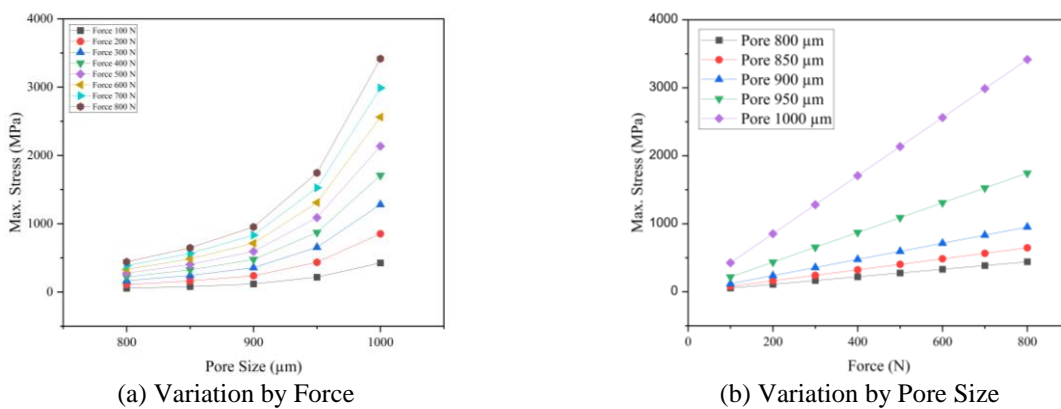 4000
3000
2000
1000
0
Max. Stress (MPa)
Force 100 N
Force 200 N
Force 300 N
Force 400 N
Force 500 N
Force 600 N
Force 700 N
Force 800 N
800
900
1000
Pore Size (µm)
(a) Variation by Force
4000
3000
2000
1000
0
Max. Stress (MPa)
Pore 800 µm
Pore 850 µm
Pore 900 µm
Pore 950 µm
Pore 1000 µm
0
200
400
600
800
Force (N)
(b) Variation by Pore Size